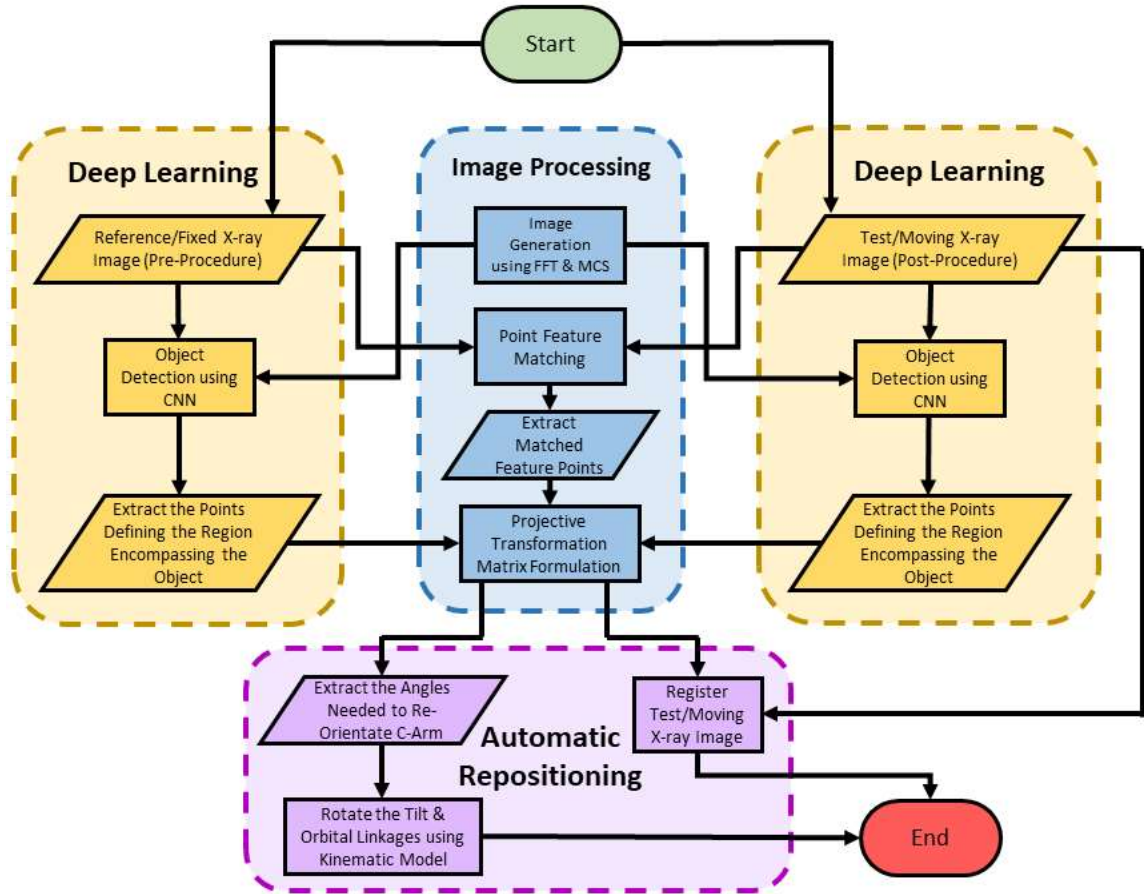 Start
Deep Learning
Reference/Fixed X-ray
Image (Pre-Procedure)
Object
Detection using
CNN
Extract the Points
Defining the Region
Encompassing the
Object
Image Processing
Image
Generation
using FFT & MCS
Point Feature
Matching
Extract
Matched
Feature Points
Projective
Transformation
Matrix Formulation
Deep Learning
Test/Moving X-ray
Image (Post-Procedure)
Object
Detection using
CNN
Extract the Points
Defining the Region
Encompassing the
Object
Extract the Angles
Needed to Re-
Orientate C-Arm
Automatic
Repositioning
Register
Test/Moving
X-ray Image
Rotate the Tilt &
Orbital Linkages using
Kinematic Model
End